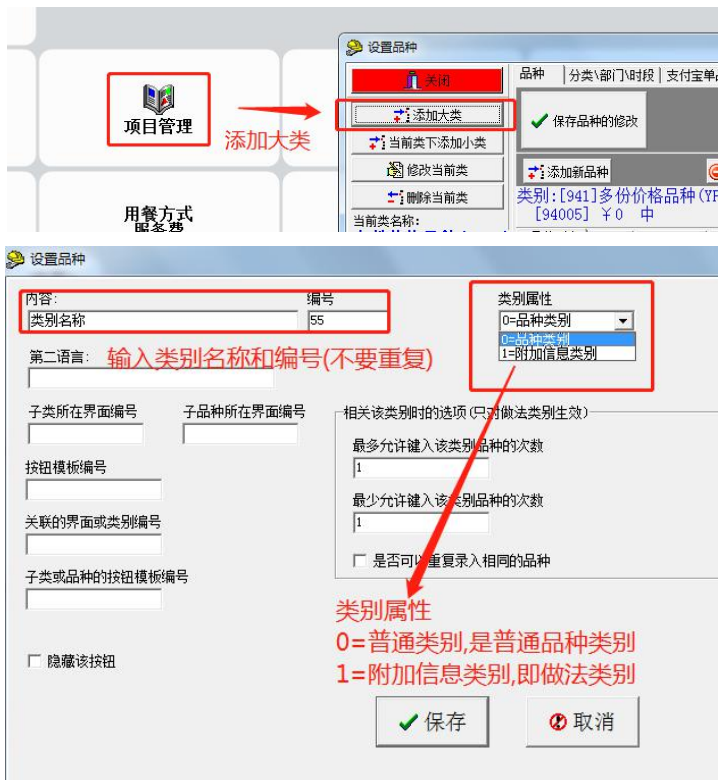 设置品种
关闭
品种 分类\部门\时段 支付宝单
添加大类
保存品种的修改
项目管理
添加大类
当前类下添加小类
修改当前类
添加新品种
删除当前类
类别:[941]多份价格品种(YF
用餐方式
[94005] ￥0 中
当前类名称:
服务费
设置品种
内容: 编号 类别属性
类别名称 55 0=品种类别
0=品种类别
1=附加信息类别
第二语言:
输入类别名称和编号(不要重复)
子类所在界面编号 子品种所在界面编号 相关该类别时的选项(只对做法类别生效)
最多允许键入该类别品种的次数
按钮模板编号 1
最少允许键入该类别品种的次数
关联的界面或类别编号 1
是否可以重复录入相同的品种
子类或品种的按钮模板编号
类别属性
0=普通类别,是普通品种类别
隐藏该按钮
1=附加信息类别,即做法类别
保存 取消